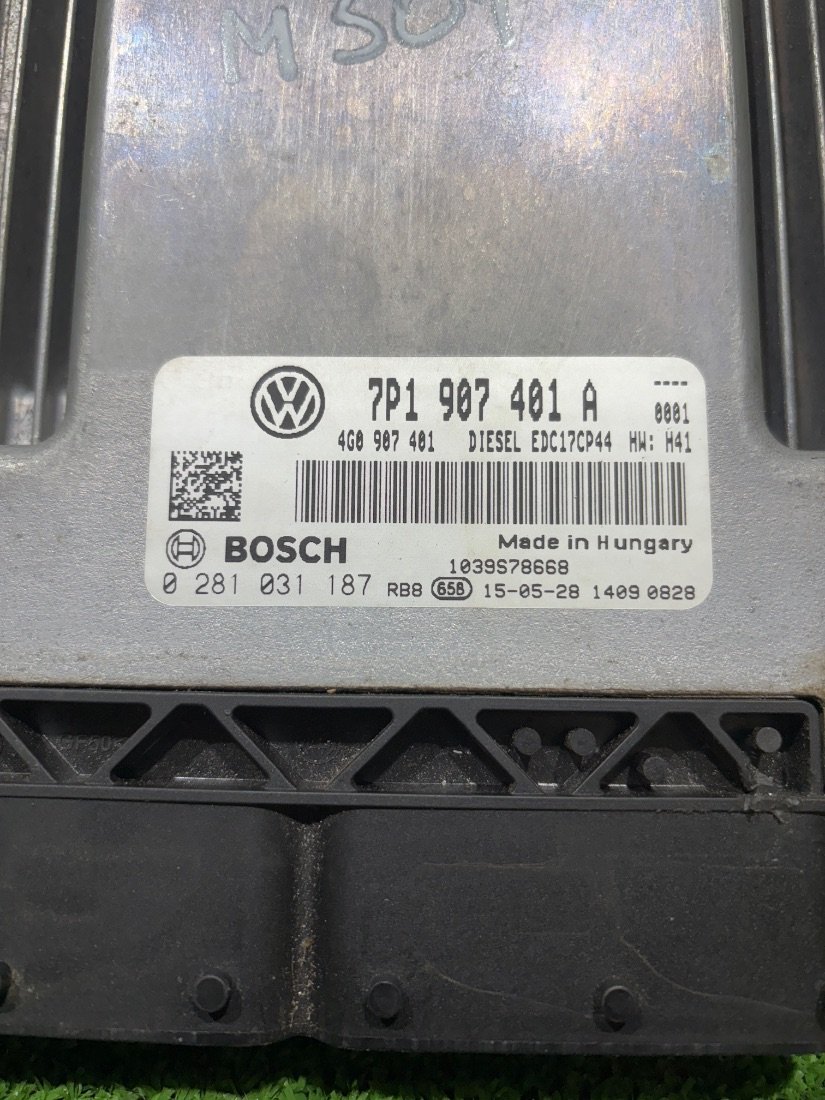 M 50
7P1 907 401 A
----
0001
4G0 907 401 DIESEL EDC17CP44 HW: H41
BOSCH
Made in Hungary
1039S78668
0 281 031 187 RB8 658 15-05-28 1409 0828